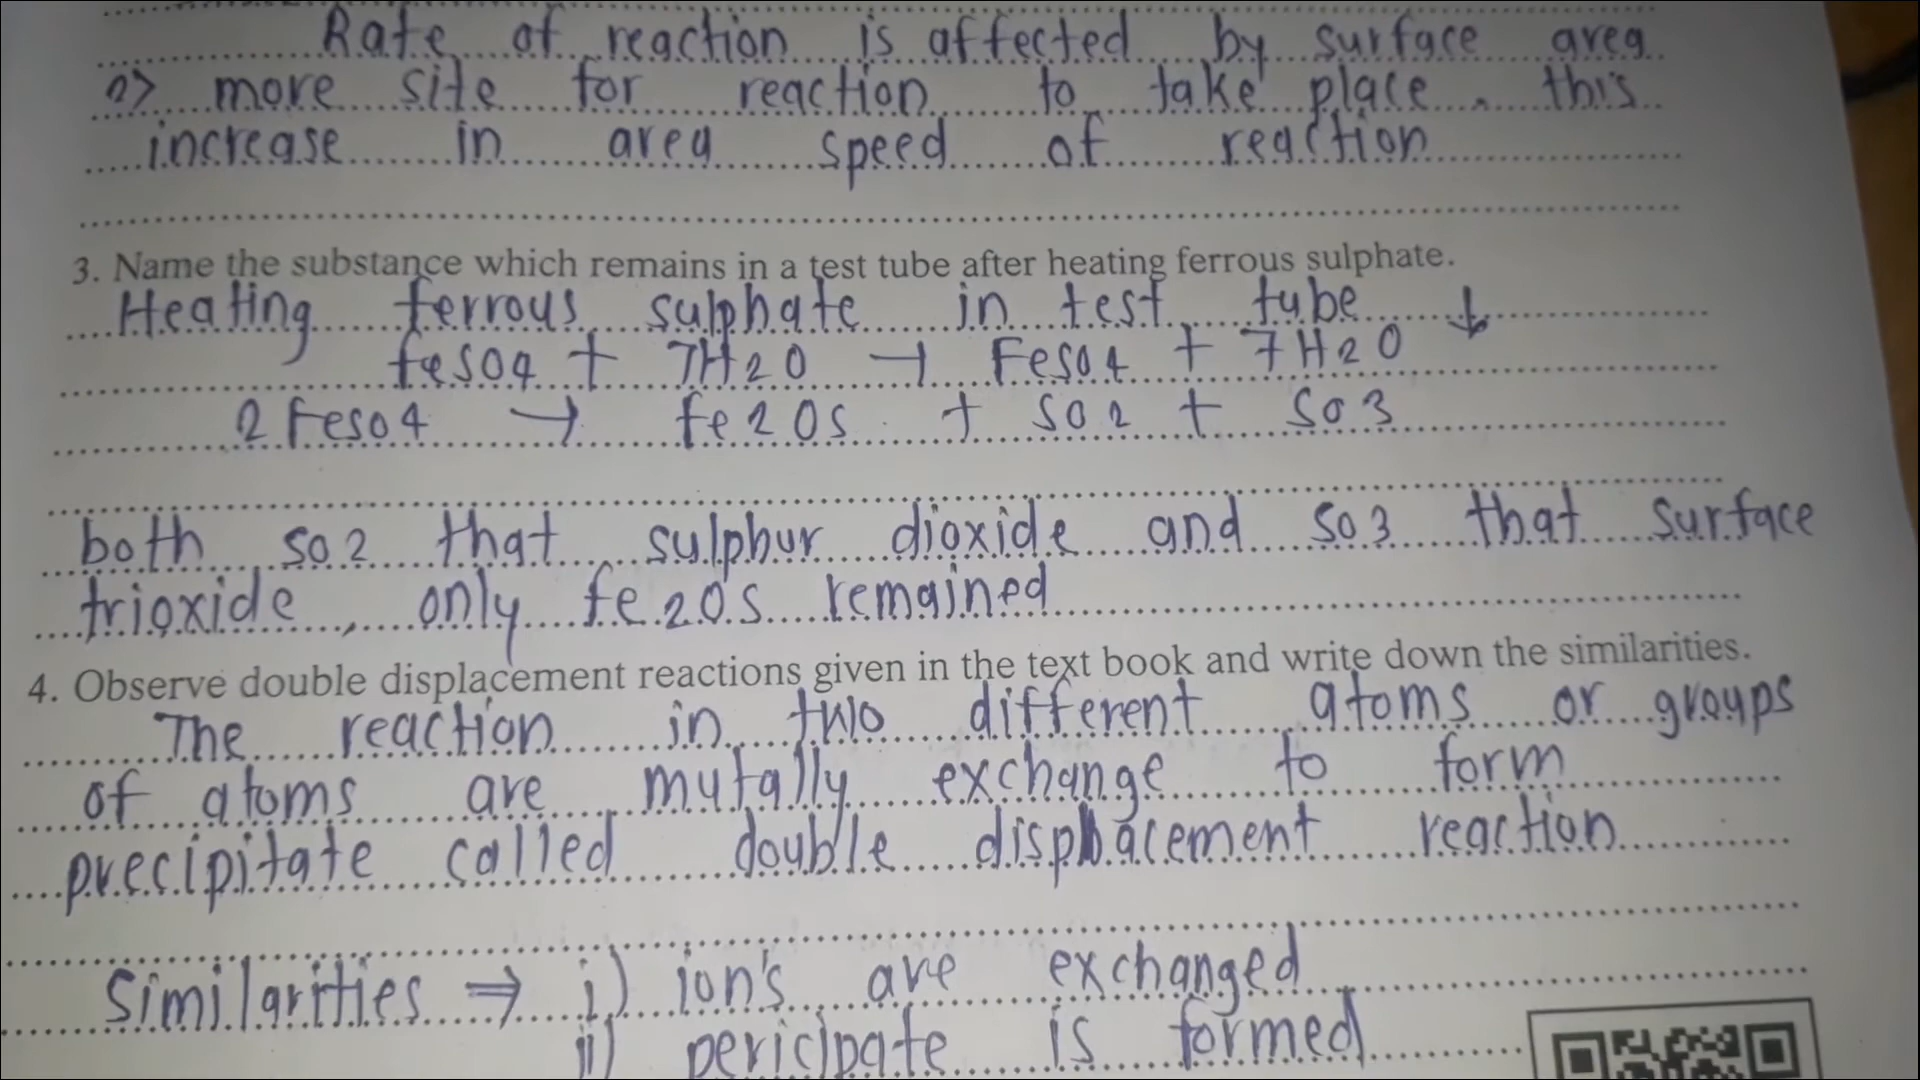 Rate of reaction is affected by surface area
n> more site for reaction to take place. this
increase in area speed of reaction
3. Name the substance which remains in a test tube after heating ferrous sulphate.
Heating ferrous sulphate in test tube ↓
feSO4 + 7H2O → FeSO4 + 7H2O
2 FeSO4 → fe2Os + SO2 + SO3
both so2 that sulphur dioxide and so3 that surface
trioxide, only fe2Os remained
4. Observe double displacement reactions given in the text book and write down the similarities.
The reaction in two different atoms or groups
of atoms are mutally exchange to form
precipitate called double displacement reaction
Similarities ⇒ i) ion's are exchanged
ii) pericipate is formed